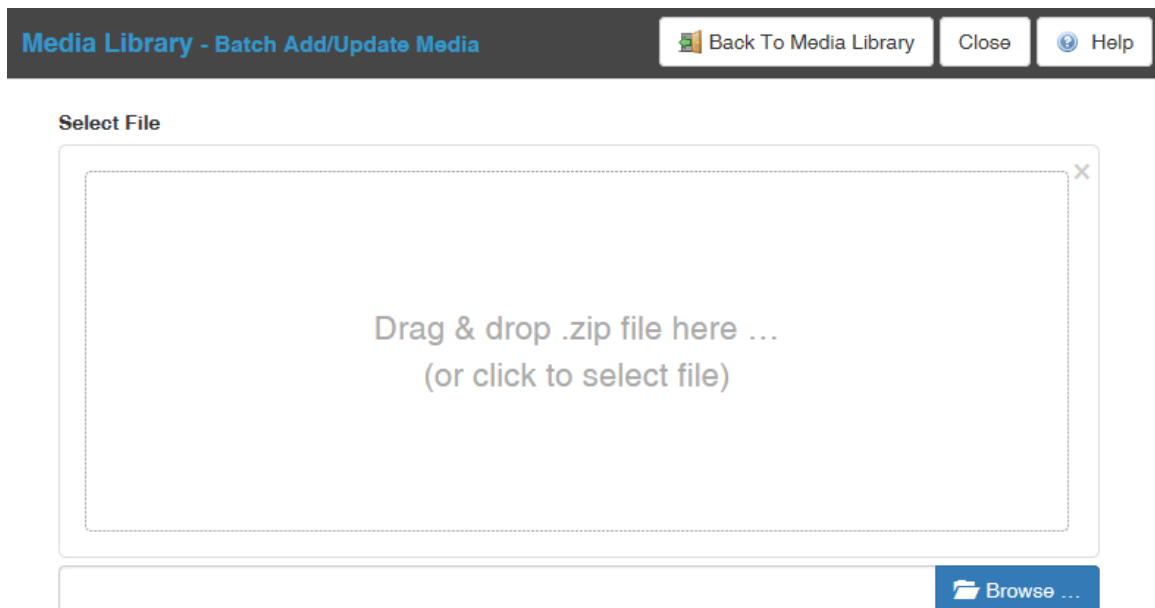 Media Library - Batch Add/Update Media Back To Media Library Close Help
Select File
×
Drag & drop .zip file here ...
(or click to select file)
Browse ...